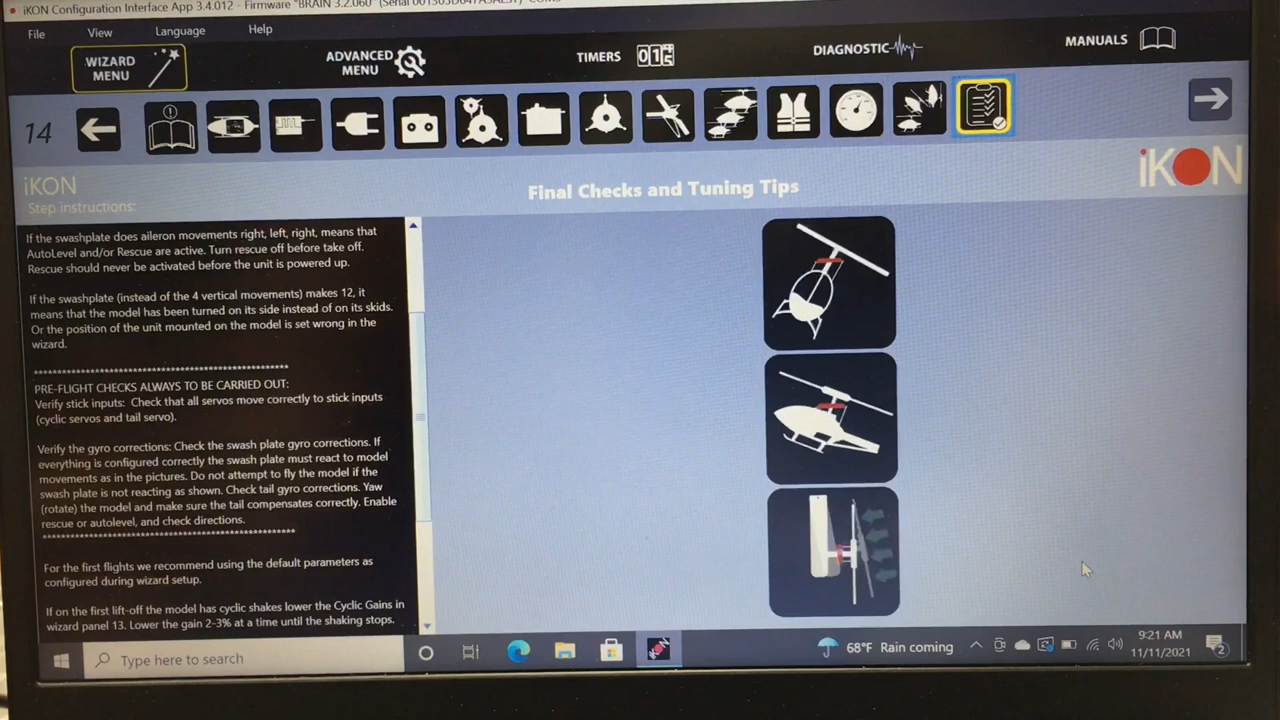 iKON Configuration Interface App 3.4.012 - Firmware "BRAIN 3.2.060"
File View Language Help
WIZARD
MENU
ADVANCED
MENU
TIMERS
DIAGNOSTIC
MANUALS
14
iKON
Step instructions:
Final Checks and Tuning Tips
iKON
If the swashplate does aileron movements right, left, right, means that
AutoLevel and/or Rescue are active. Turn rescue off before take off.
Rescue should never be activated before the unit is powered up.
If the swashplate (instead of the 4 vertical movements) makes 12, it
means that the model has been turned on its side instead of on its skids.
Or the position of the unit mounted on the model is set wrong in the
wizard.
PRE-FLIGHT CHECKS ALWAYS TO BE CARRIED OUT:
Verify stick inputs: Check that all servos move correctly to stick inputs
(cyclic servos and tail servo).
Verify the gyro corrections: Check the swash plate gyro corrections. If
everything is configured correctly the swash plate must react to model
movements as in the pictures. Do not attempt to fly the model if the
swash plate is not reacting as shown. Check tail gyro corrections. Yaw
(rotate) the model and make sure the tail compensates correctly. Enable
rescue or autolevel, and check directions.
For the first flights we recommend using the default parameters as
configured during wizard setup.
If on the first lift-off the model has cyclic shakes lower the Cyclic Gains in
wizard panel 13. Lower the gain 2-3% at a time until the shaking stops.
Type here to search
68°F Rain coming
9:21 AM
11/11/2021
2